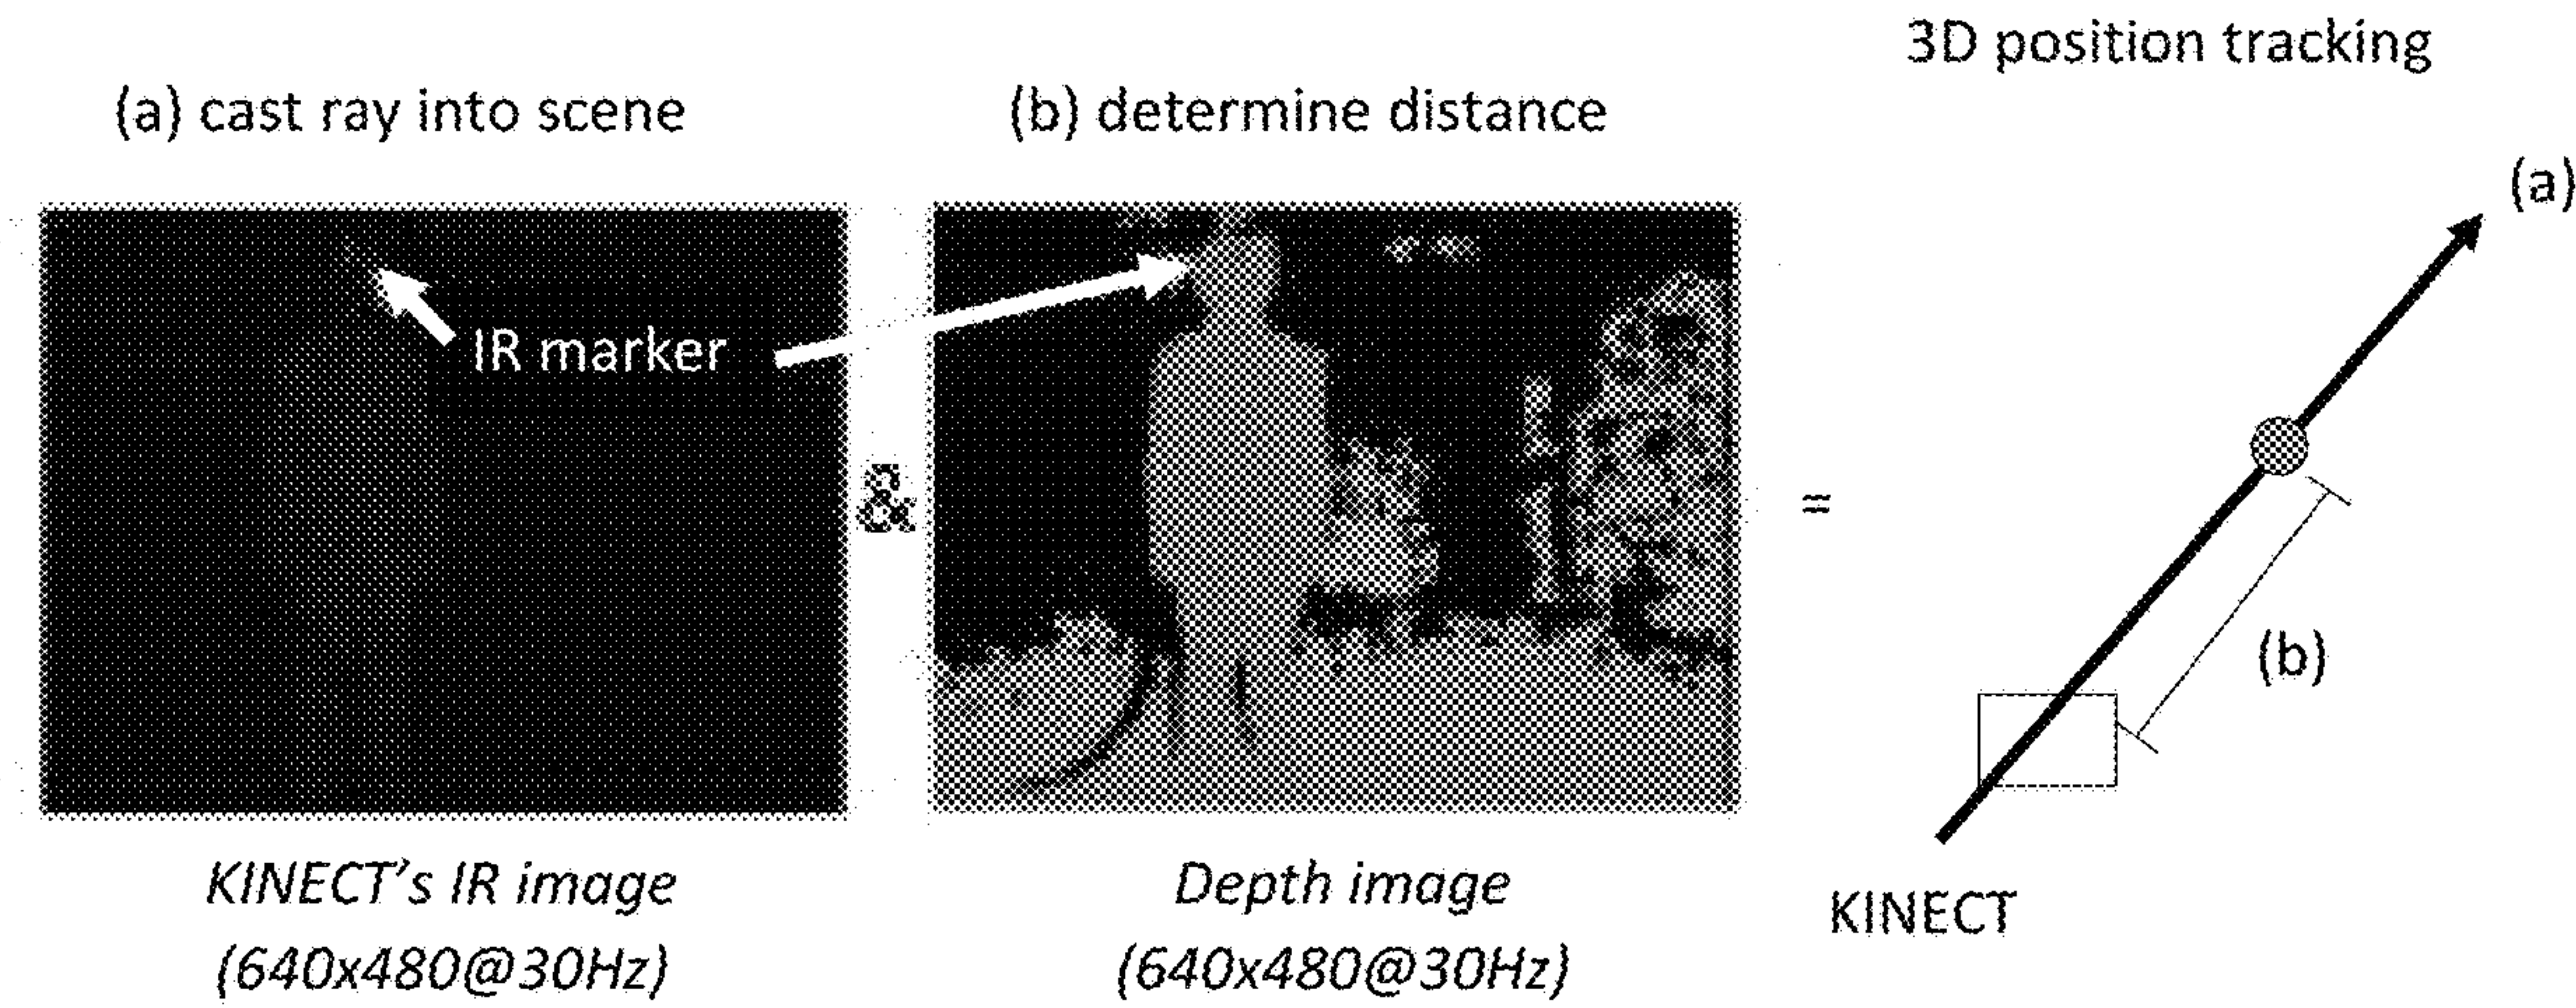 3D position tracking
(a) cast ray into scene
(b) determine distance
(a)
IR marker
&
=
(b)
KINECT's IR image
(640x480@30Hz)
Depth image
(640x480@30Hz)
KINECT